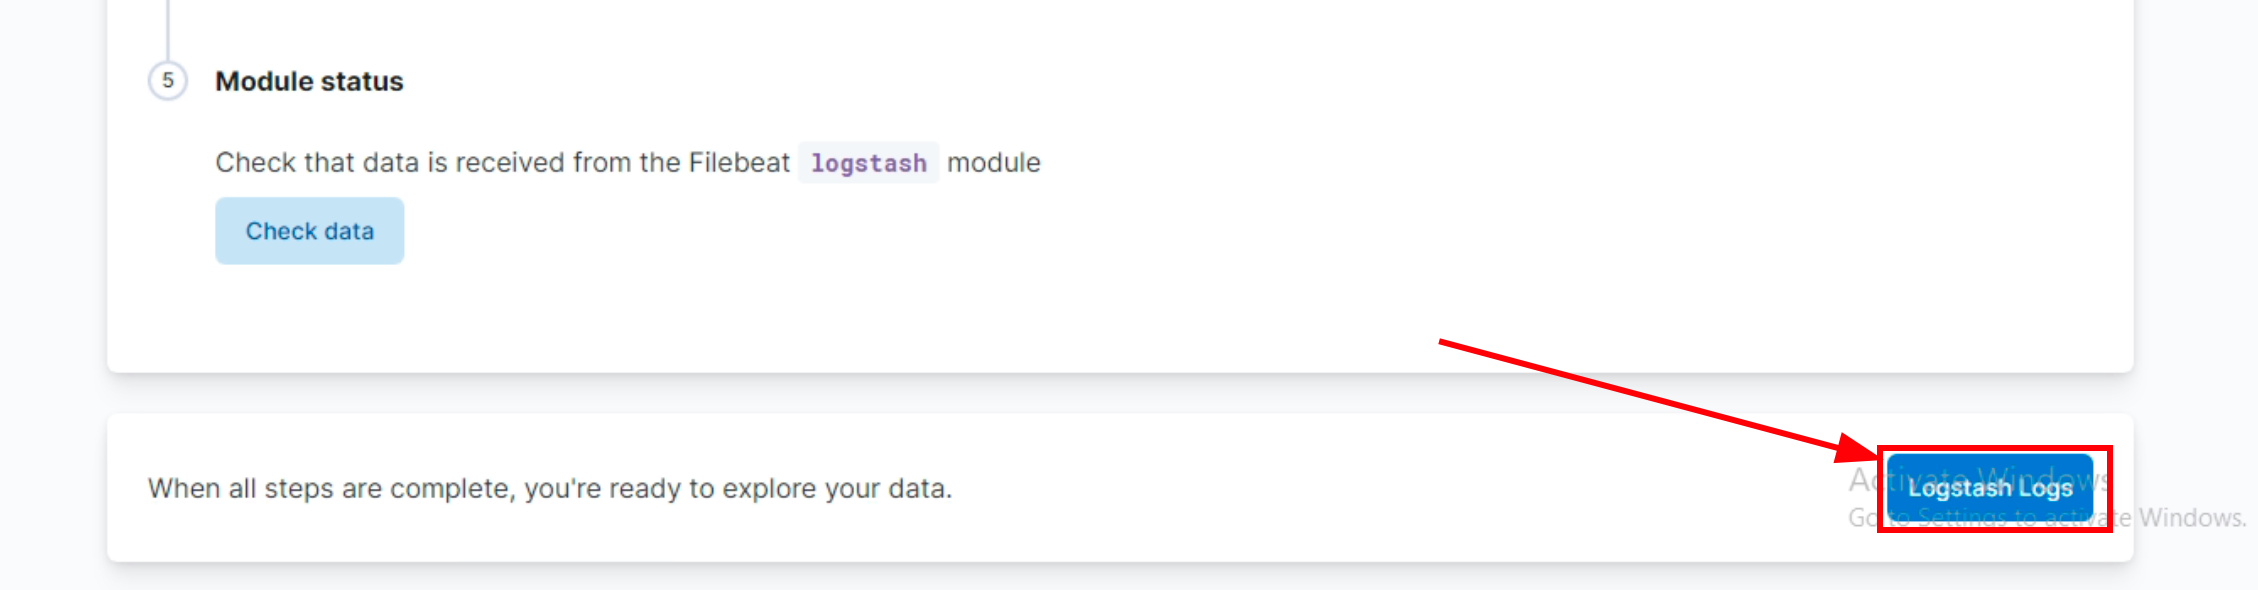 5 Module status
Check that data is received from the Filebeat logstash module
Check data
When all steps are complete, you're ready to explore your data.
Logstash Logs
Activate Windows
Go to Settings to activate Windows.